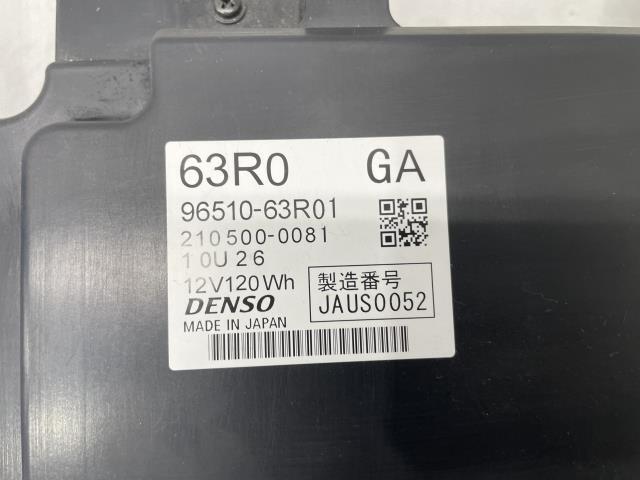 63R0 GA
96510-63R01
210500-0081
10U26
12V120Wh
製造番号
DENSO
JAUS0052
MADE IN JAPAN